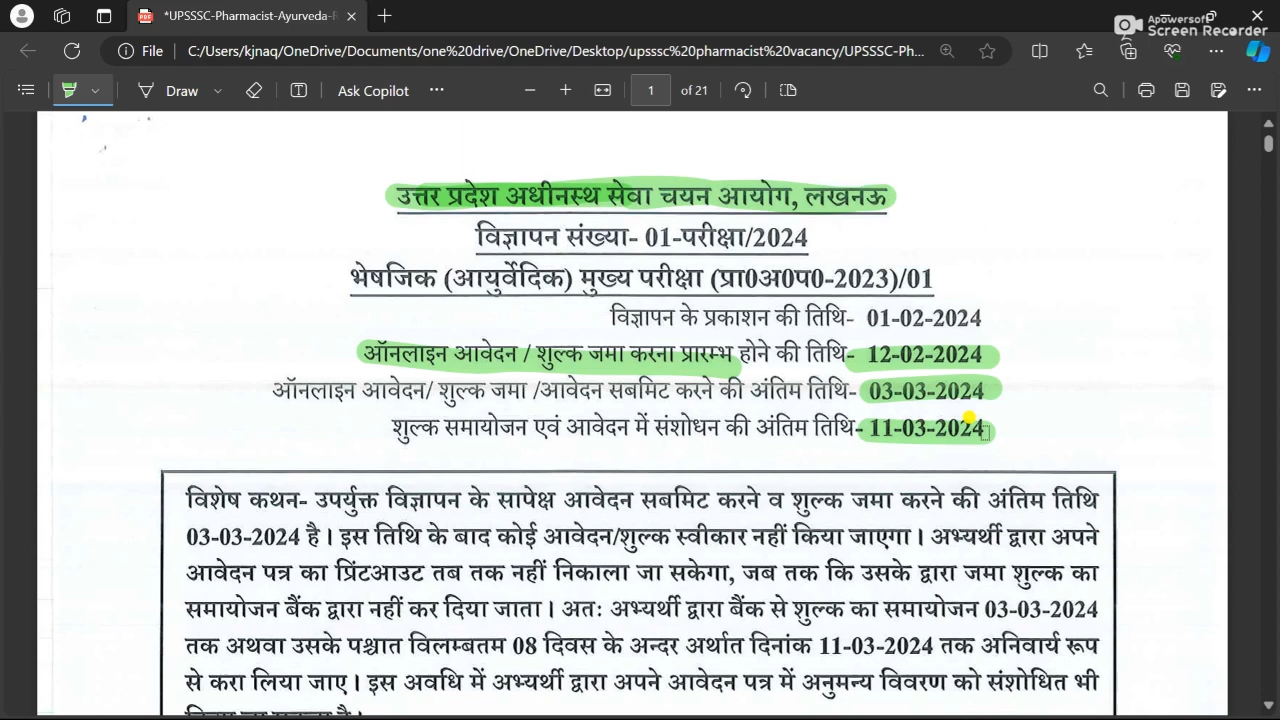 *UPSSSC-Pharmacist-Ayurveda-R
Apowersoft
Screen Recorder
File
C:/Users/kjnaq/OneDrive/Documents/one%20drive/OneDrive/Desktop/upsssc%20pharmacist%20vacancy/UPSSSC-Ph...
Draw
Ask Copilot
1 of 21
उत्तर प्रदेश अधीनस्थ सेवा चयन आयोग, लखनऊ
विज्ञापन संख्या- 01-परीक्षा/2024
भेषजिक (आयुर्वेदिक) मुख्य परीक्षा (प्रा0अ0प0-2023)/01
विज्ञापन के प्रकाशन की तिथि- 01-02-2024
ऑनलाइन आवेदन / शुल्क जमा करना प्रारम्भ होने की तिथि- 12-02-2024
ऑनलाइन आवेदन/ शुल्क जमा /आवेदन सबमिट करने की अंतिम तिथि- 03-03-2024
शुल्क समायोजन एवं आवेदन में संशोधन की अंतिम तिथि- 11-03-2024
विशेष कथन- उपर्युक्त विज्ञापन के सापेक्ष आवेदन सबमिट करने व शुल्क जमा करने की अंतिम तिथि
03-03-2024 है। इस तिथि के बाद कोई आवेदन/शुल्क स्वीकार नहीं किया जाएगा। अभ्यर्थी द्वारा अपने
आवेदन पत्र का प्रिंटआउट तब तक नहीं निकाला जा सकेगा, जब तक कि उसके द्वारा जमा शुल्क का
समायोजन बैंक द्वारा नहीं कर दिया जाता। अतः अभ्यर्थी द्वारा बैंक से शुल्क का समायोजन 03-03-2024
तक अथवा उसके पश्चात विलम्बतम 08 दिवस के अन्दर अर्थात दिनांक 11-03-2024 तक अनिवार्य रूप
से करा लिया जाए। इस अवधि में अभ्यर्थी द्वारा अपने आवेदन पत्र में अनुमन्य विवरण को संशोधित भी